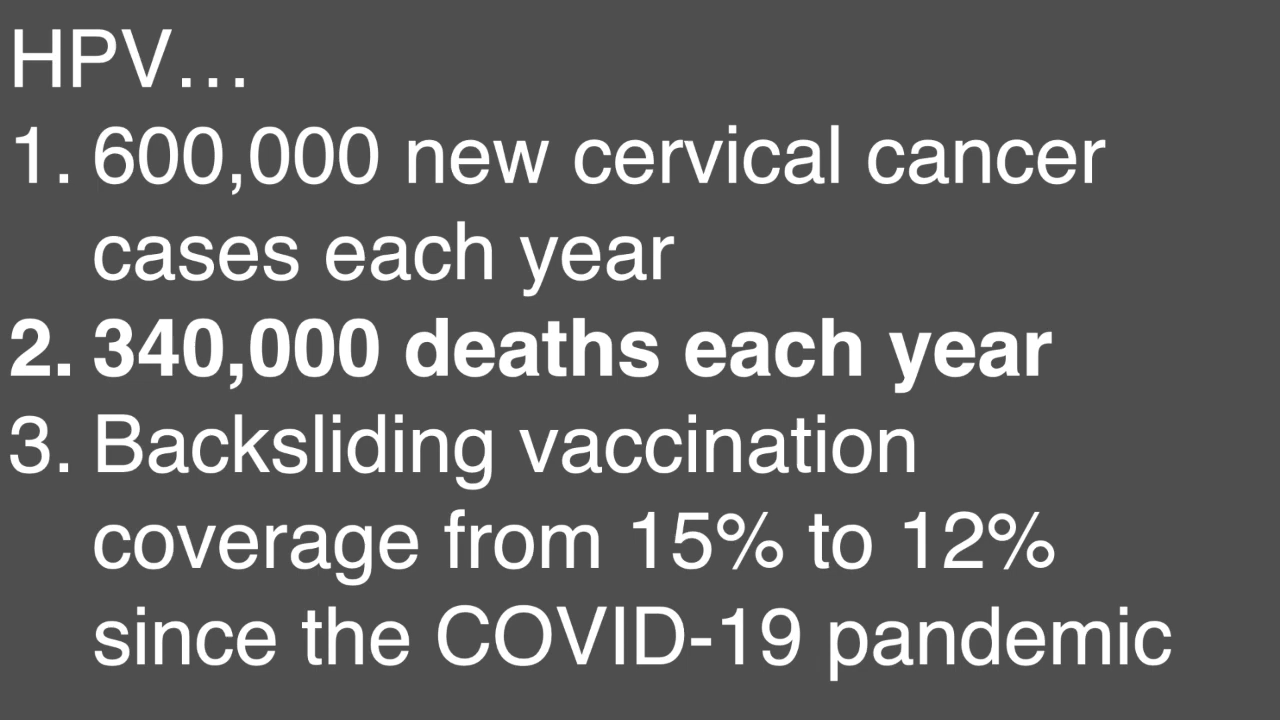 HPV…
1. 600,000 new cervical cancer
cases each year
2. 340,000 deaths each year
3. Backsliding vaccination
coverage from 15% to 12%
since the COVID-19 pandemic